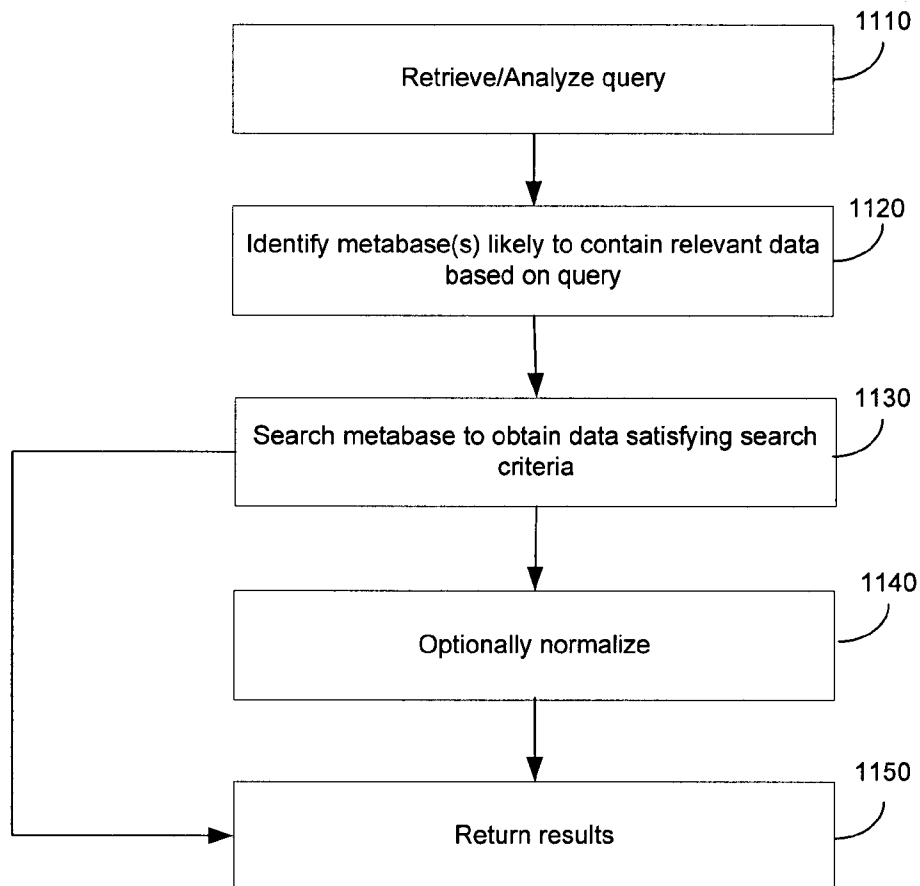 1110
Retrieve/Analyze query
1120
Identify metabase(s) likely to contain relevant data
based on query
1130
Search metabase to obtain data satisfying search
criteria
1140
Optionally normalize
1150
Return results